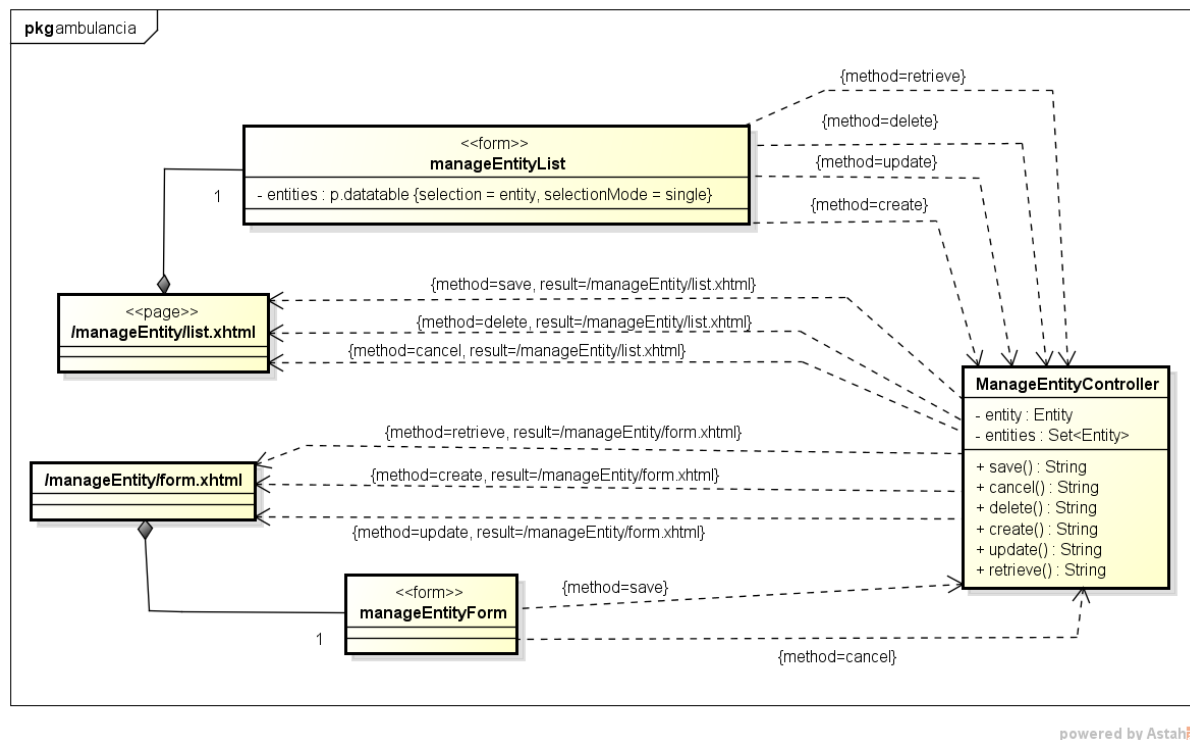 pkg ambulancia
{method=retrieve}
{method=delete}
{method=update}
{method=create}
<<form>>
manageEntityList
- entities : p.datatable {selection = entity, selectionMode = single}
1
<<page>>
/manageEntity/list.xhtml
{method=save, result=/manageEntity/list.xhtml}
{method=delete, result=/manageEntity/list.xhtml}
{method=cancel, result=/manageEntity/list.xhtml}
ManageEntityController
- entity : Entity
- entities : Set<Entity>
+ save() : String
+ cancel() : String
+ delete() : String
+ create() : String
+ update() : String
+ retrieve() : String
{method=retrieve, result=/manageEntity/form.xhtml}
{method=create, result=/manageEntity/form.xhtml}
{method=update, result=/manageEntity/form.xhtml}
/manageEntity/form.xhtml
<<form>>
manageEntityForm
1
{method=save}
{method=cancel}
powered by Astah